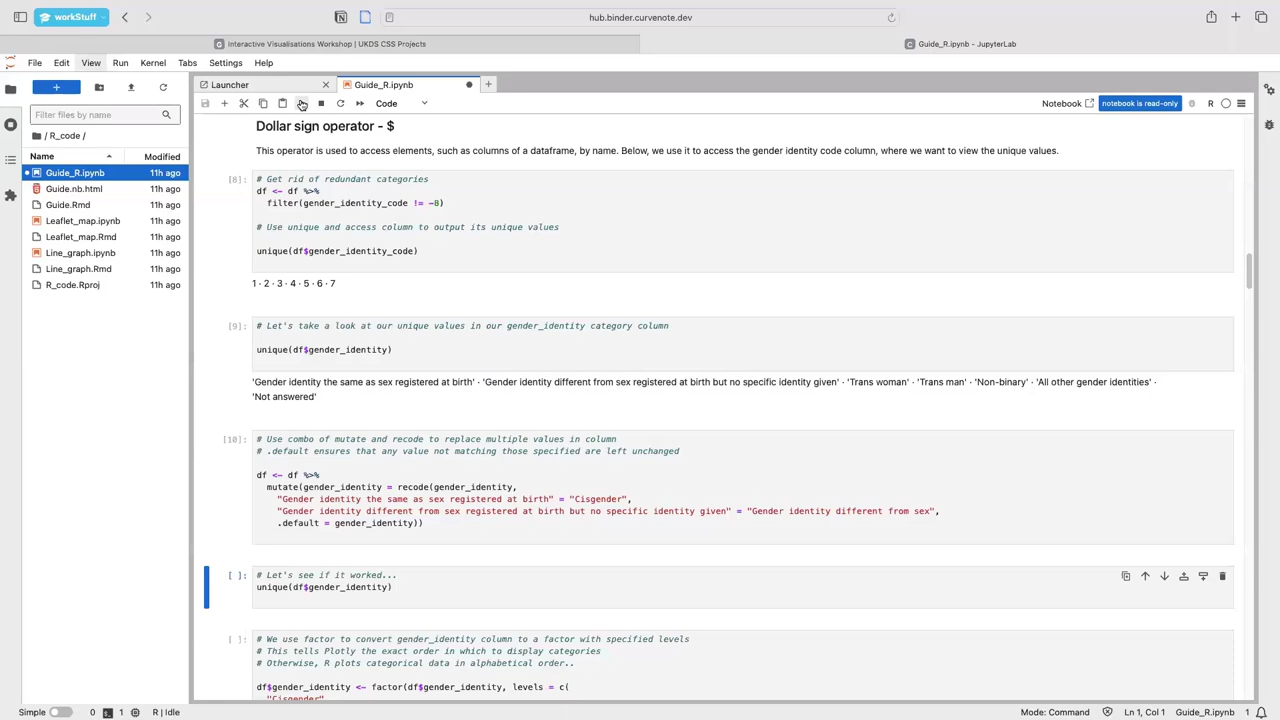 workStuff
hub.binder.curvenote.dev
Interactive Visualisations Workshop | UKDS CSS Projects
Guide_R.ipynb - JupyterLab
File Edit View Run Kernel Tabs Settings Help
Launcher
Guide_R.ipynb
Code
Notebook
notebook is read-only
R
Filter files by name
/ R_code /
Name Modified
Guide_R.ipynb 11h ago
Guide.nb.html 11h ago
Guide.Rmd 11h ago
Leaflet_map.ipynb 11h ago
Leaflet_map.Rmd 11h ago
Line_graph.ipynb 11h ago
Line_graph.Rmd 11h ago
R_code.Rproj 11h ago
Dollar sign operator - $
This operator is used to access elements, such as columns of a dataframe, by name. Below, we use it to access the gender identity code column, where we want to view the unique values.
[8]: # Get rid of redundant categories
df <- df %>%
filter(gender_identity_code != -8)
# Use unique and access column to output its unique values
unique(df$gender_identity_code)
1 · 2 · 3 · 4 · 5 · 6 · 7
[9]: # Let's take a look at our unique values in our gender_identity category column
unique(df$gender_identity)
'Gender identity the same as sex registered at birth' · 'Gender identity different from sex registered at birth but no specific identity given' · 'Trans woman' · 'Trans man' · 'Non-binary' · 'All other gender identities' ·
'Not answered'
[10]: # Use combo of mutate and recode to replace multiple values in column
# .default ensures that any value not matching those specified are left unchanged
df <- df %>%
mutate(gender_identity = recode(gender_identity,
"Gender identity the same as sex registered at birth" = "Cisgender",
"Gender identity different from sex registered at birth but no specific identity given" = "Gender identity different from sex",
.default = gender_identity))
[ ]: # Let's see if it worked...
unique(df$gender_identity)
[ ]: # We use factor to convert gender_identity column to a factor with specified levels
# This tells Plotly the exact order in which to display categories
# Otherwise, R plots categorical data in alphabetical order..
df$gender_identity <- factor(df$gender_identity, levels = c(
"Cisgender"
Simple 0 1 R | Idle
Mode: Command Ln 1, Col 1 Guide_R.ipynb 1